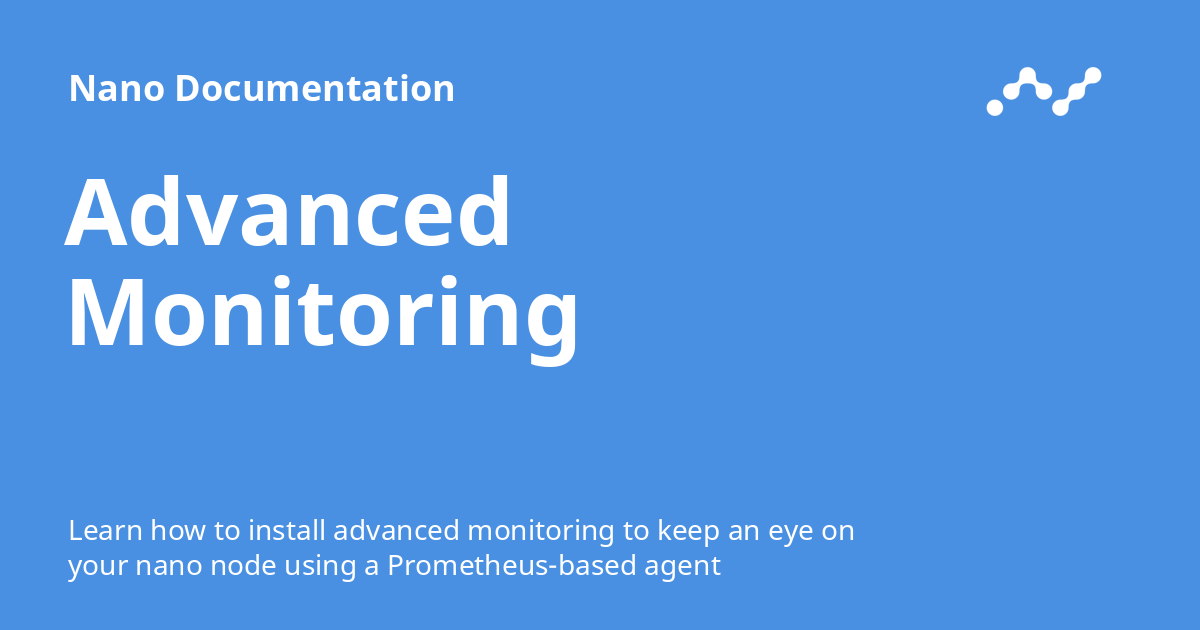 Nano Documentation
Advanced
Monitoring
Learn how to install advanced monitoring to keep an eye on
your nano node using a Prometheus-based agent